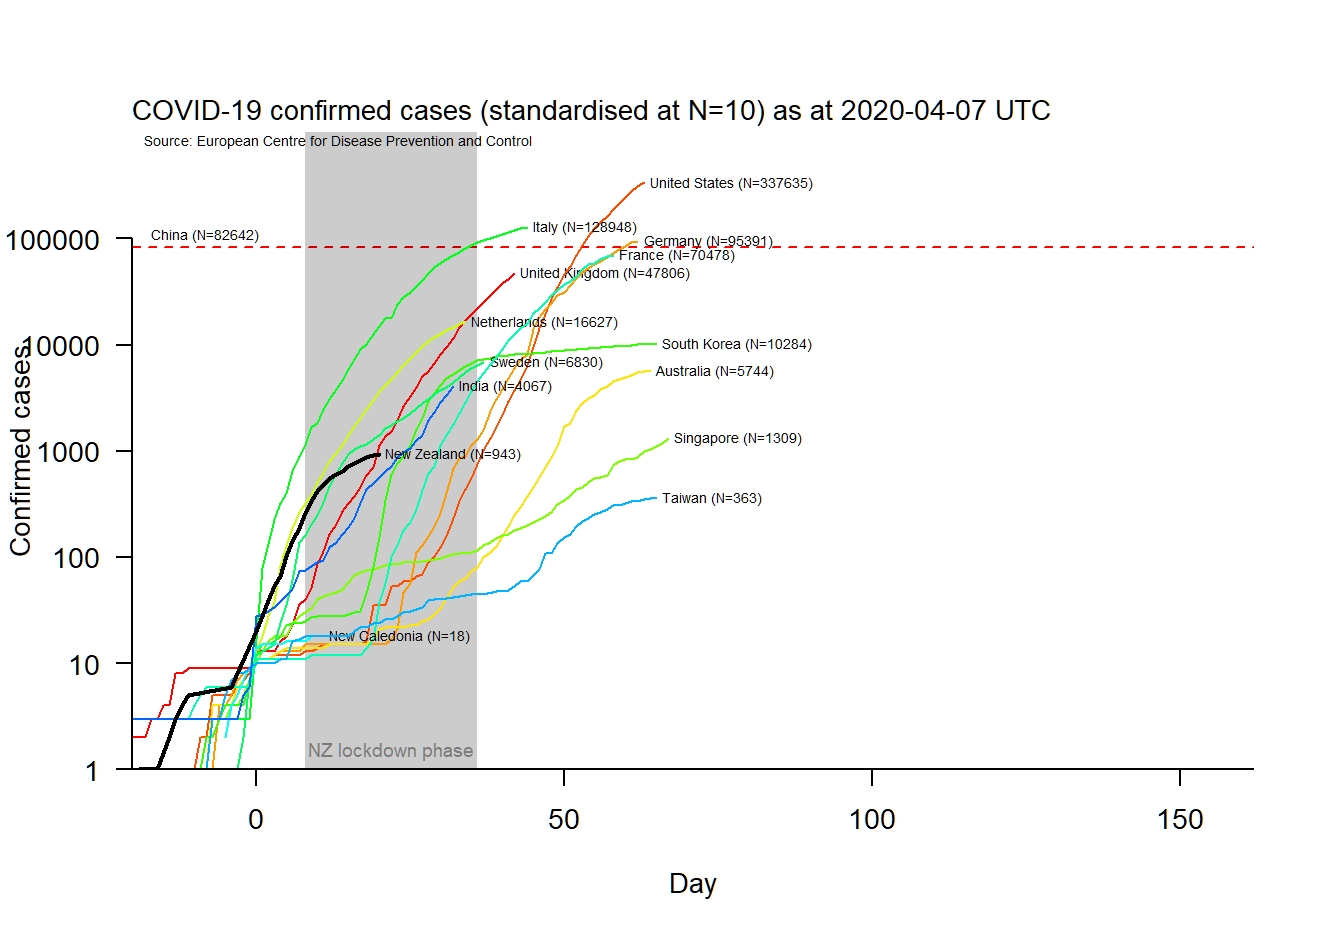 COVID-19 confirmed cases (standardised at N=10) as at 2020-04-07 UTC
Source: European Centre for Disease Prevention and Control
United States (N=337635)
Italy (N=128948)
China (N=82642)
100000
Germany (N=95391)
France (N=70478)
United Kingdom (N=47806)
Netherlands (N=16627)
10000
South Korea (N=10284)
Sweden (N=6830)
Australia (N=5744)
India (N=4067)
Singapore (N=1309)
1000
New Zealand (N=943)
Taiwan (N=363)
100
New Caledonia (N=18)
10
NZ lockdown phase
1
Confirmed cases
0
50
100
150
Day